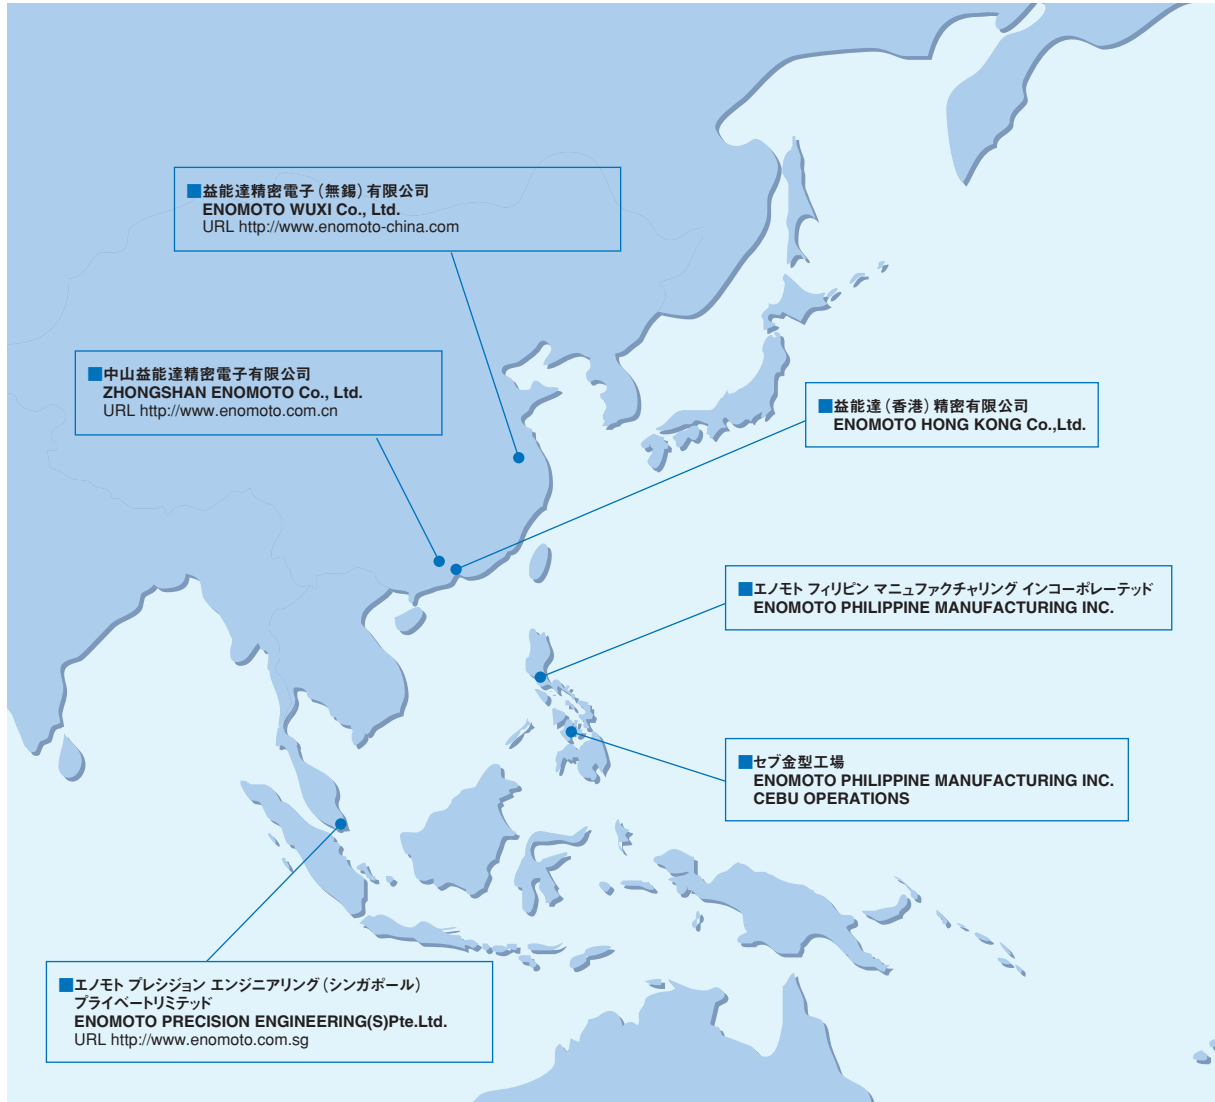 ■益能達精密電子(無錫)有限公司
ENOMOTO WUXI Co., Ltd.
URL http://www.enomoto-china.com
■中山益能達精密電子有限公司
ZHONGSHAN ENOMOTO Co., Ltd.
URL http://www.enomoto.com.cn
■益能達(香港)精密有限公司
ENOMOTO HONG KONG Co.,Ltd.
■エノモト フィリピン マニュファクチャリング インコーポレーテッド
ENOMOTO PHILIPPINE MANUFACTURING INC.
■セブ金型工場
ENOMOTO PHILIPPINE MANUFACTURING INC.
CEBU OPERATIONS
■エノモト プレシジョン エンジニアリング(シンガポール)
プライベートリミテッド
ENOMOTO PRECISION ENGINEERING(S)Pte.Ltd.
URL http://www.enomoto.com.sg